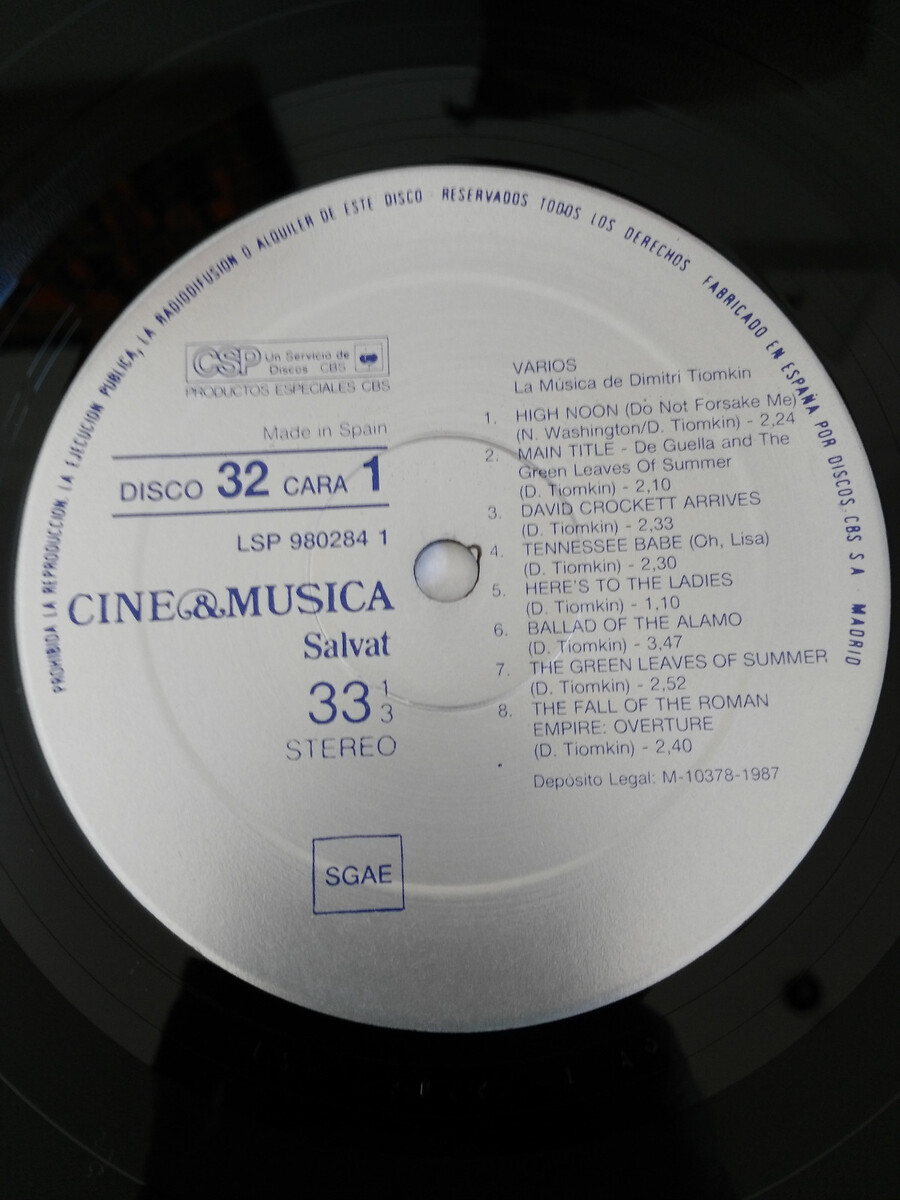 PROHIBIDA LA REPRODUCCION, LA EJECUCION PUBLICA, LA RADIODIFUSION O ALQUILER DE ESTE DISCO · RESERVADOS TODOS LOS DERECHOS FABRICADO EN ESPAÑA POR DISCOS CBS S A · MADRID
CSP Un Servicio de
Discos CBS
PRODUCTOS ESPECIALES CBS
Made in Spain
DISCO 32 CARA 1
LSP 980284 1
CINE&MUSICA
Salvat
33 1/3
STEREO
SGAE
VARIOS
La Música de Dimitri Tiomkin
1. HIGH NOON (Do Not Forsake Me)
(N. Washington/D. Tiomkin) - 2,24
2. MAIN TITLE - De Guella and The
Green Leaves Of Summer
(D. Tiomkin) - 2,10
3. DAVID CROCKETT ARRIVES
(D. Tiomkin) - 2,33
4. TENNESSEE BABE (Oh, Lisa)
(D. Tiomkin) - 2,30
5. HERE'S TO THE LADIES
(D. Tiomkin) - 1,10
6. BALLAD OF THE ALAMO
(D. Tiomkin) - 3,47
7. THE GREEN LEAVES OF SUMMER
(D. Tiomkin) - 2,52
8. THE FALL OF THE ROMAN
EMPIRE: OVERTURE
(D. Tiomkin) - 2,40
Depósito Legal: M-10378-1987